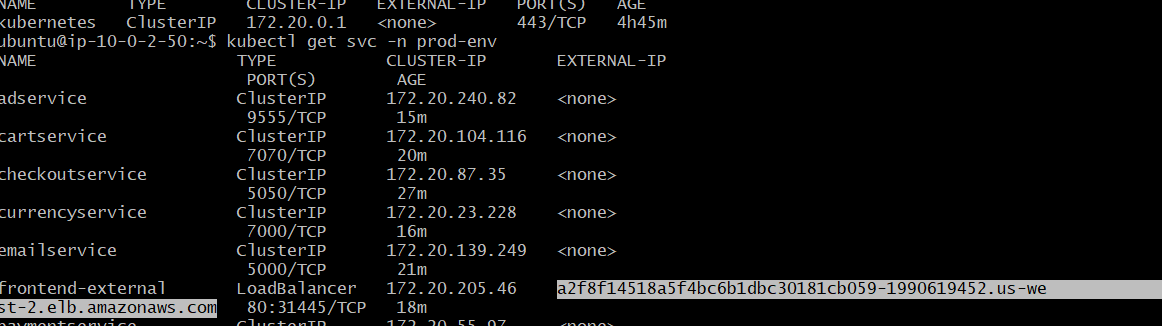 NAME TYPE CLUSTER-IP EXTERNAL-IP PORT(S) AGE
kubernetes ClusterIP 172.20.0.1 <none> 443/TCP 4h45m
ubuntu@ip-10-0-2-50:~$ kubectl get svc -n prod-env
NAME TYPE CLUSTER-IP EXTERNAL-IP
PORT(S) AGE
adservice ClusterIP 172.20.240.82 <none>
9555/TCP 15m
cartservice ClusterIP 172.20.104.116 <none>
7070/TCP 20m
checkoutservice ClusterIP 172.20.87.35 <none>
5050/TCP 27m
currencyservice ClusterIP 172.20.23.228 <none>
7000/TCP 16m
emailservice ClusterIP 172.20.139.249 <none>
5000/TCP 21m
frontend-external LoadBalancer 172.20.205.46 a2f8f14518a5f4bc6b1dbc30181cb059-1990619452.us-we
st-2.elb.amazonaws.com 80:31445/TCP 18m
paymentservice ClusterIP 172.20.55.97 <none>